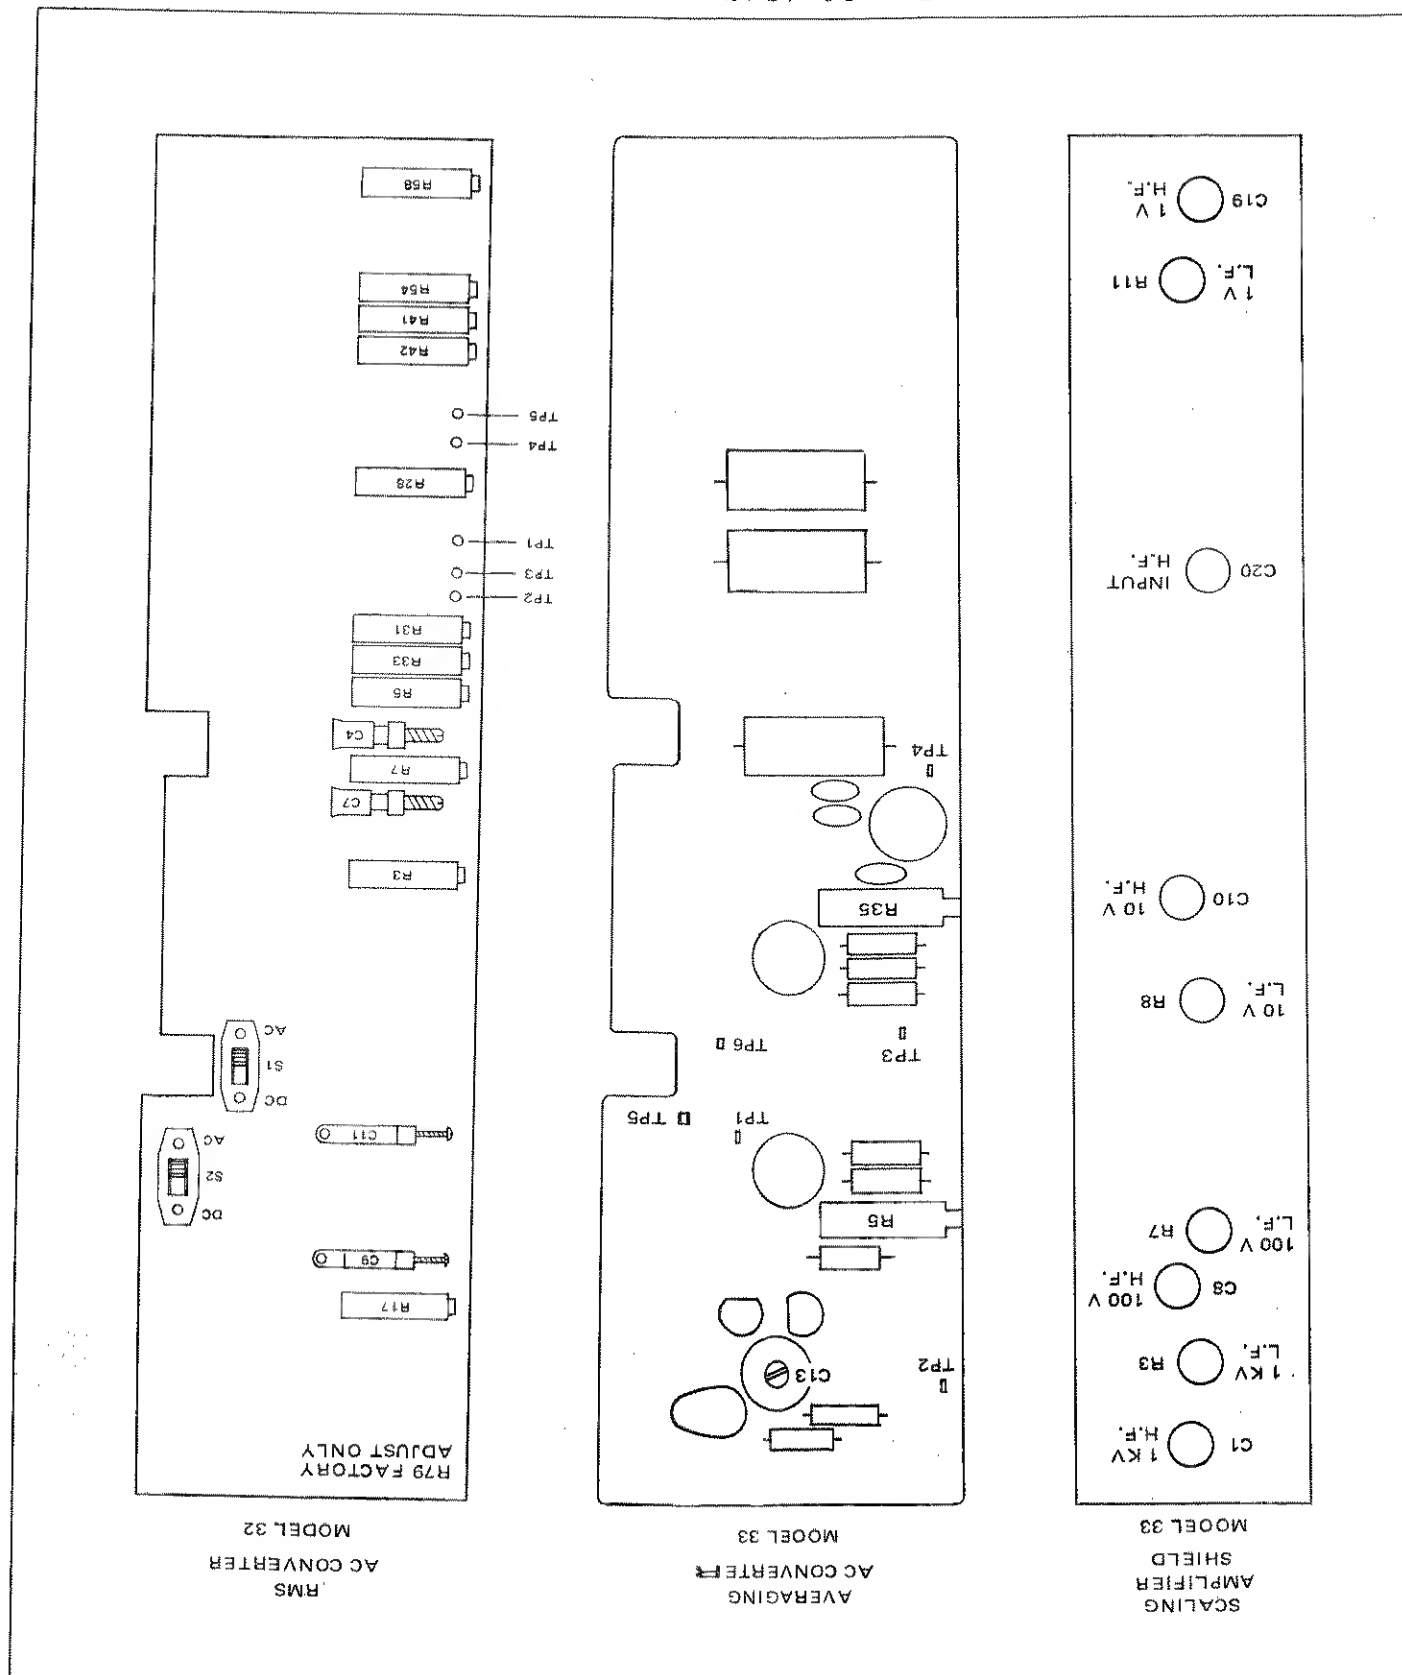 SCALING
AMPLIFIER
SHIELD
MOOEL 33
C1
1 KV
H.F.
1 KV
L.F.
R3
C8
100 V
H.F.
100 V
L.F.
R7
10 V
L.F.
R8
C10
10 V
H.F.
C20
INPUT
H.F.
1 V
L.F.
R11
C19
1 V
H.F.
AVERAGING
AC CONVERTER
MOOEL 33
TP2
C13
R5
TP1
TP5
TP3
TP6
R35
TP4
RMS
AC CONVERTER
MODEL 32
R79 FACTORY
ADJUST ONLY
R17
C9
DC
S2
AC
C11
DC
S1
AC
R3
C7
R7
C4
R5
R33
R31
TP2
TP3
TP1
R28
TP4
TP5
R42
R41
R54
R58